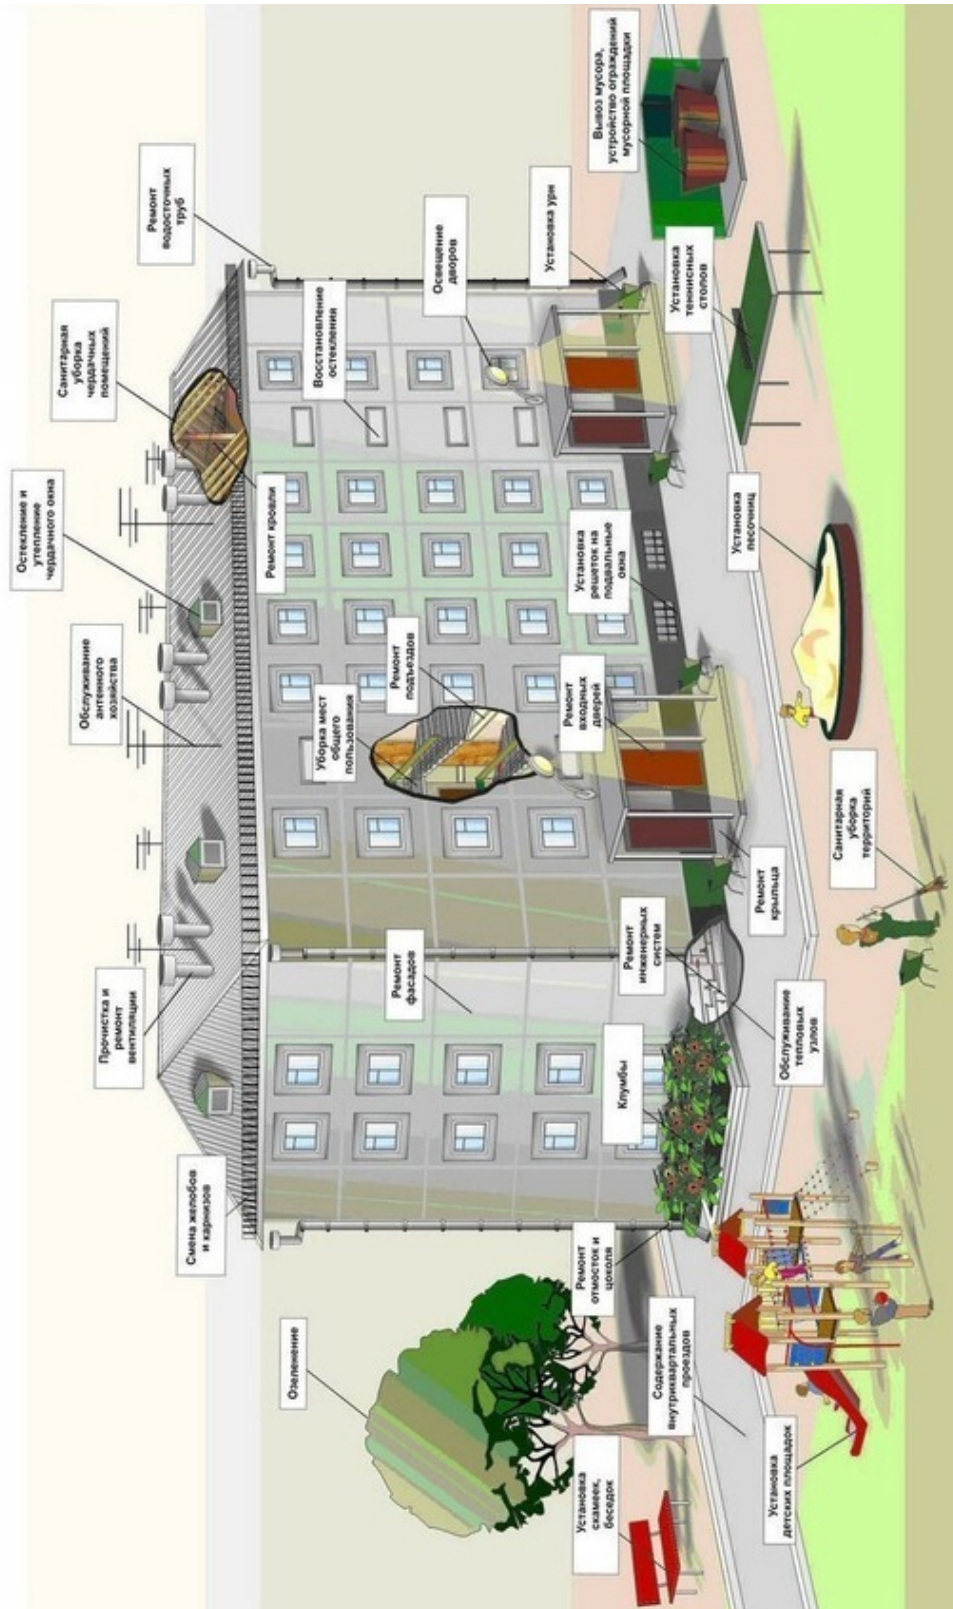 Смена желобов
и карнизов
Прочистка и
ремонт
вентиляции
Обслуживание
антенного
хозяйства
Остекление и
утепление
чердачного окна
Санитарная
уборка
чердачных
помещений
Ремонт
водосточных
труб
Озеленение
Ремонт
фасадов
Уборка мест
общего
пользования
Ремонт
подъездов
Ремонт кровли
Восстановление
остекления
Освещение
дворов
Установка
скамеек,
беседок
Ремонт
отмосток и
цоколя
Клумбы
Ремонт
инженерных
систем
Ремонт
входных
дверей
Установка
решеток на
подвальные
окна
Установка урн
Вывоз мусора,
устройство ограждений
мусорной площадки
Содержание
внутриквартальных
проездов
Обслуживание
тепловых
узлов
Ремонт
крыльца
Установка
песочниц
Установка
теннисных
столов
Установка
детских площадок
Санитарная
уборка
территорий